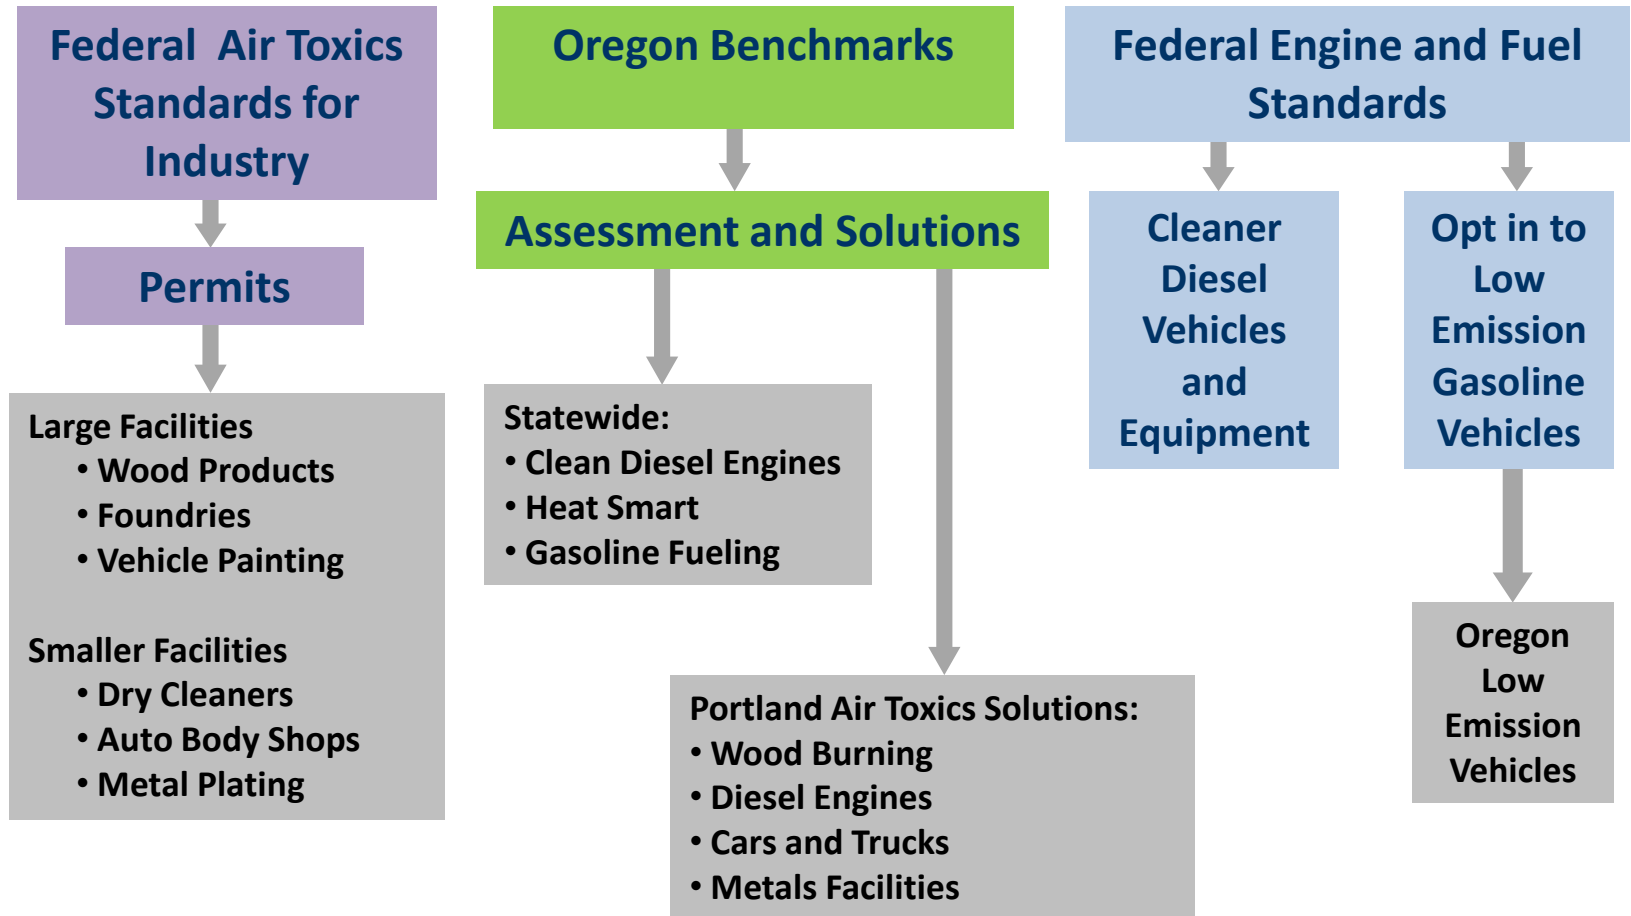 Federal Air Toxics
Standards for
Industry
Permits
Large Facilities
• Wood Products
• Foundries
• Vehicle Painting
Smaller Facilities
• Dry Cleaners
• Auto Body Shops
• Metal Plating
Oregon Benchmarks
Assessment and Solutions
Statewide:
• Clean Diesel Engines
• Heat Smart
• Gasoline Fueling
Portland Air Toxics Solutions:
• Wood Burning
• Diesel Engines
• Cars and Trucks
• Metals Facilities
Federal Engine and Fuel
Standards
Cleaner
Diesel
Vehicles
and
Equipment
Opt in to
Low
Emission
Gasoline
Vehicles
Oregon
Low
Emission
Vehicles